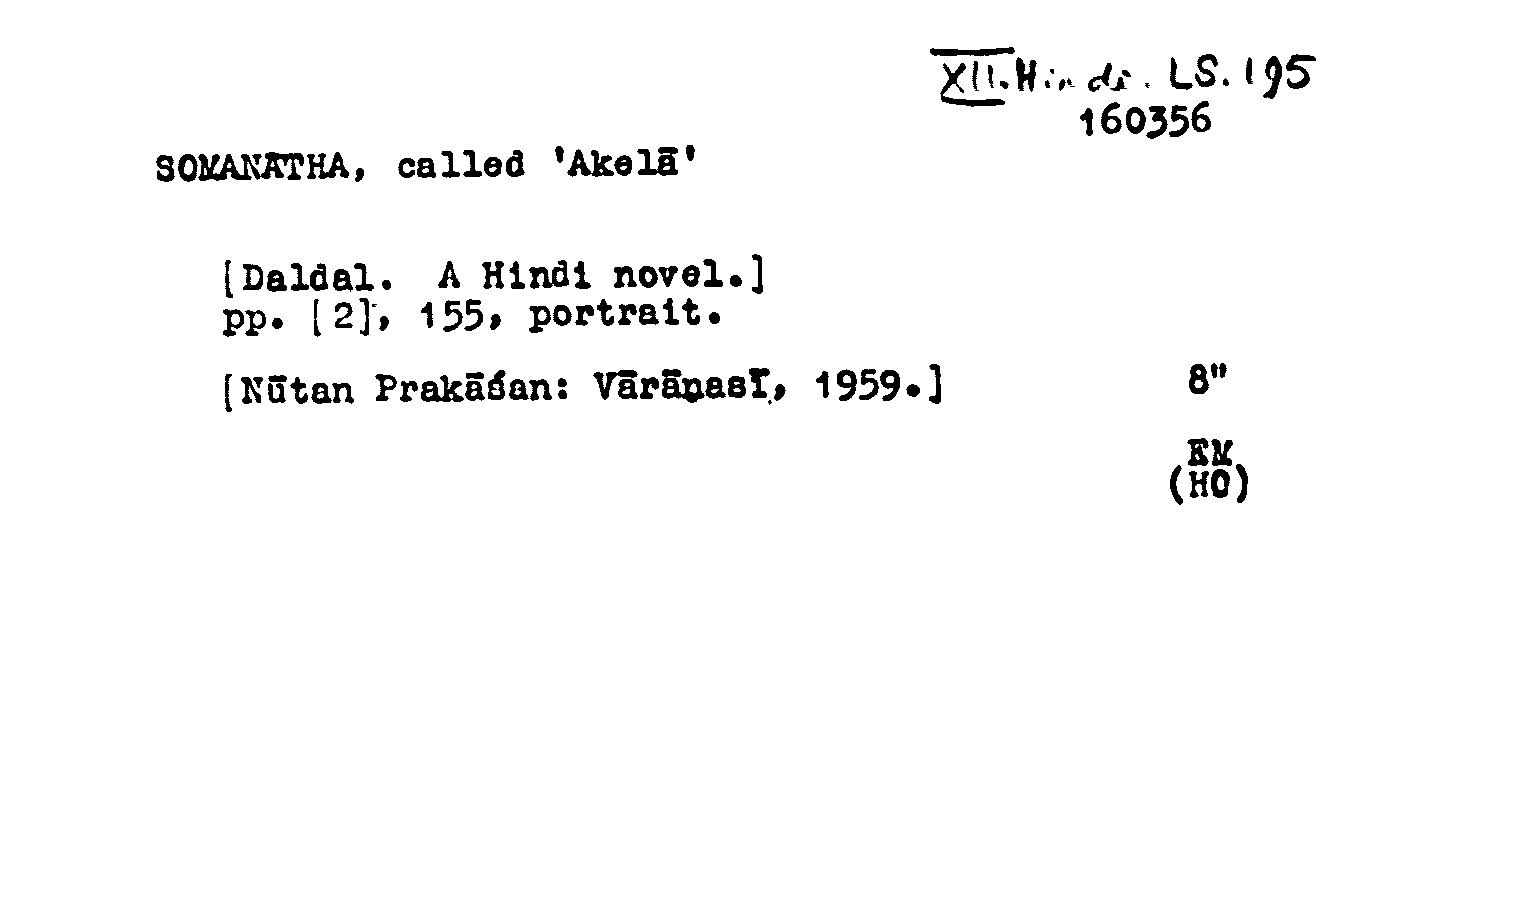 XII. Hindi. LS. 195
160356
SOMANĀTHA, called 'Akelā'
[Daldal. A Hindi novel.]
pp. [2], 155, portrait.
[Nūtan Prakāśan: Vārāṇasī, 1959.] 8"
EM
(HO)